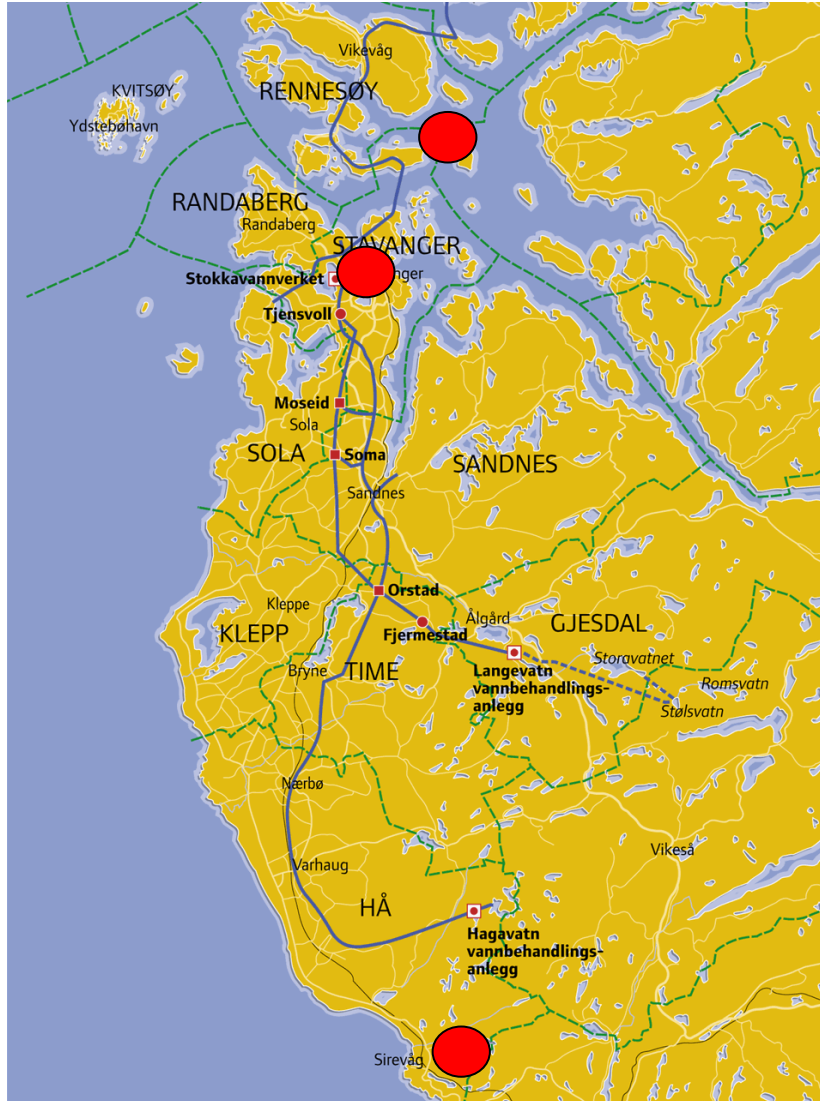 Vikevåg
KVITSØY
RENNESØY
Ydstebøhavn
RANDABERG
Randaberg
STAVANGER
nger
Stokkavannverket
Tjensvoll
Moseid
Sola
SOLA
Soma
SANDNES
Sandnes
Orstad
Kleppe
Ålgård
GJESDAL
KLEPP
Fjermestad
Storavatnet
Bryne
TIME
Langevatn
vannbehandlings-
anlegg
Romsvatn
Stølsvatn
Nærbø
Vikeså
Varhaug
HÅ
Hagavatn
vannbehandlings-
anlegg
Sirevåg